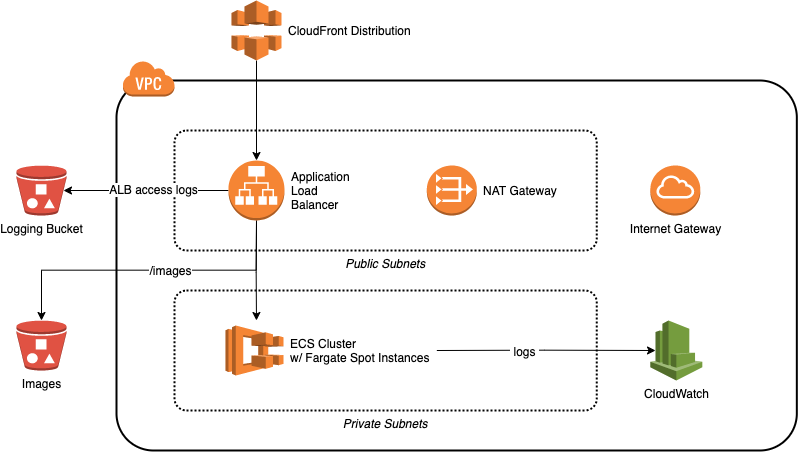 CloudFront Distribution
VPC
Application
Load
Balancer
NAT Gateway
ALB access logs
Logging Bucket
Internet Gateway
Public Subnets
/images
Images
ECS Cluster
w/ Fargate Spot Instances
logs
CloudWatch
Private Subnets